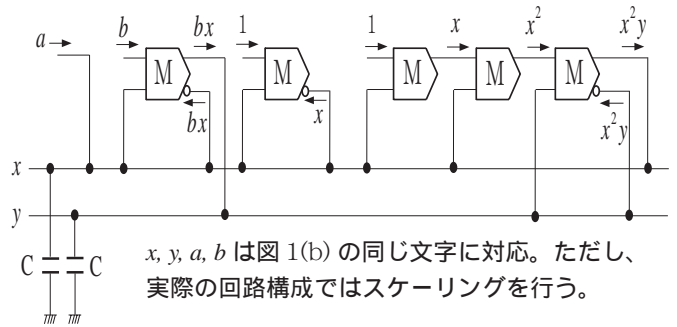 a b bx 1 1 x x² x²y
M M M M M
bx x x²y
x
y
C C
x, y, a, b は図 1(b) の同じ文字に対応。ただし、
実際の回路構成ではスケーリングを行う。